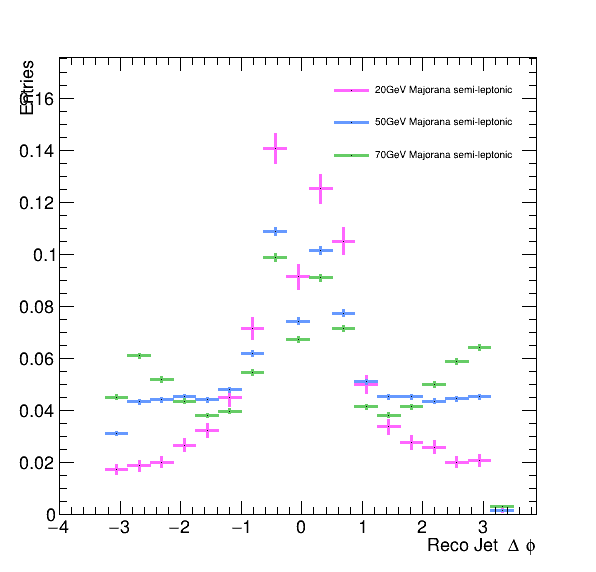 Entries
20GeV Majorana semi-leptonic
50GeV Majorana semi-leptonic
70GeV Majorana semi-leptonic
0.16
0.14
0.12
0.1
0.08
0.06
0.04
0.02
0
−4 −3 −2 −1 0 1 2 3
Reco Jet Δ ϕ